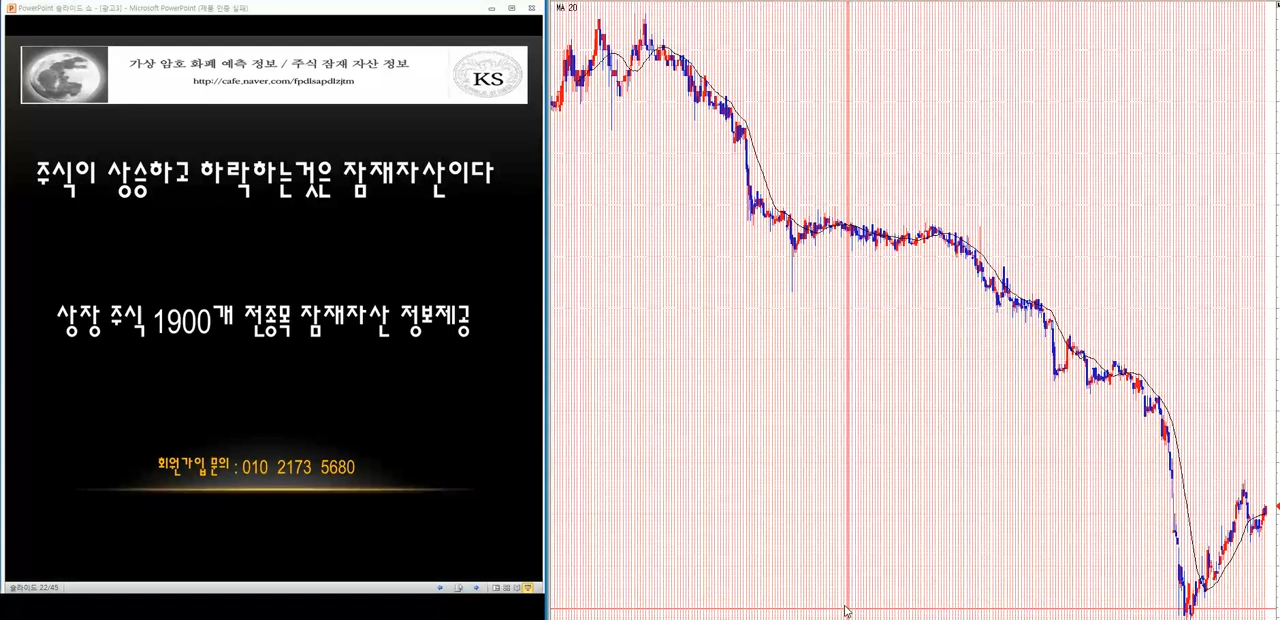 PowerPoint 슬라이드 쇼 - [광고3] - Microsoft PowerPoint (제품 인증 실패)
가상 암호 화폐 예측 정보 / 주식 잠재 자산 정보
http://cafe.naver.com/fpdlsapdlzjtm
KS
주식이 상승하고 하락하는것은 잠재자산이다
상장 주식 1900개 전종목 잠재자산 정보제공
회원가입 문의 : 010 2173 5680
슬라이드 22/45
MA 20